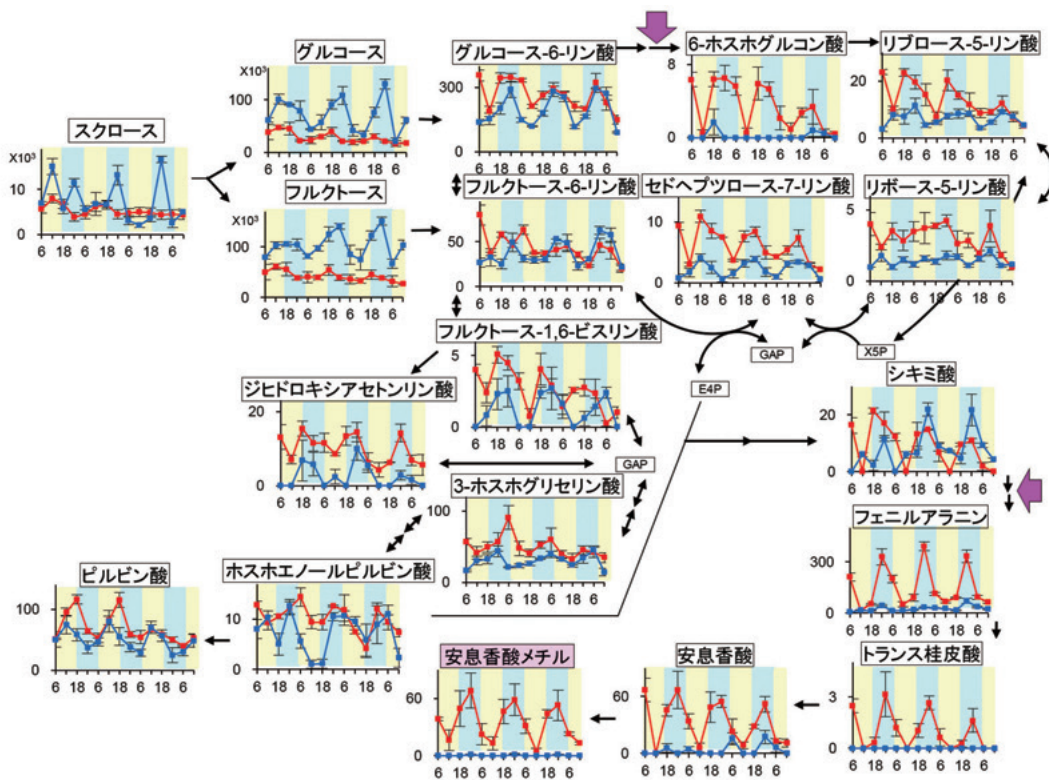 グルコース
X10³
100
0
6 18 6 18 6 18 6
グルコース-6-リン酸
300
0
6 18 6 18 6 18 6
6-ホスホグルコン酸
8
0
6 18 6 18 6 18 6
リブロース-5-リン酸
20
0
6 18 6 18 6 18 6
スクロース
X10³
10
0
6 18 6 18 6 18 6
フルクトース
X10³
100
0
6 18 6 18 6 18 6
フルクトース-6-リン酸
50
0
6 18 6 18 6 18 6
セドヘプツロース-7-リン酸
10
0
6 18 6 18 6 18 6
リボース-5-リン酸
5
0
6 18 6 18 6 18 6
フルクトース-1,6-ビスリン酸
5
0
6 18 6 18 6 18 6
GAP
X5P
E4P
ジヒドロキシアセトンリン酸
20
0
6 18 6 18 6 18 6
シキミ酸
20
0
6 18 6 18 6 18 6
GAP
3-ホスホグリセリン酸
100
0
6 18 6 18 6 18 6
フェニルアラニン
300
0
6 18 6 18 6 18 6
ピルビン酸
100
0
6 18 6 18 6 18 6
ホスホエノールピルビン酸
10
0
6 18 6 18 6 18 6
安息香酸メチル
60
0
6 18 6 18 6 18 6
安息香酸
60
0
6 18 6 18 6 18 6
トランス桂皮酸
3
0
6 18 6 18 6 18 6